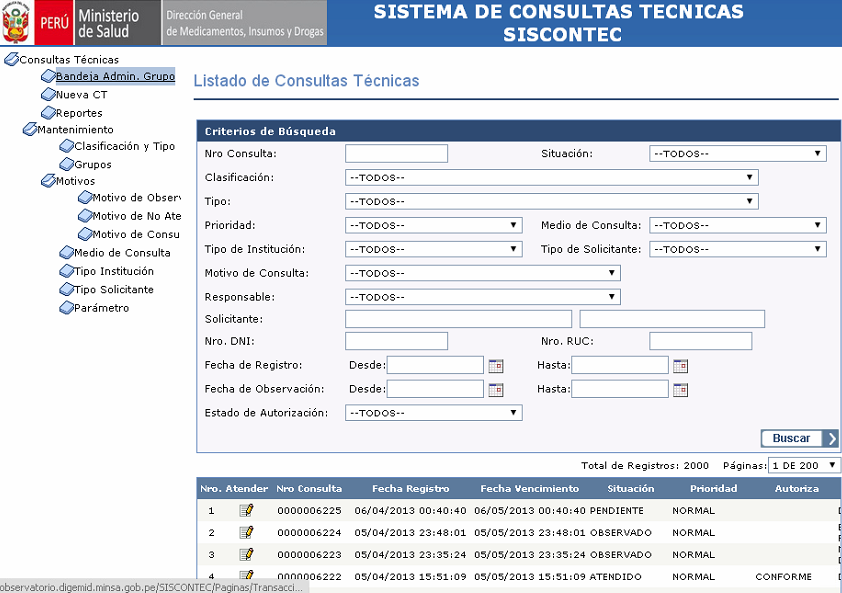 PERÚ Ministerio de Salud
Dirección General
de Medicamentos, Insumos y Drogas
SISTEMA DE CONSULTAS TECNICAS
SISCONTEC
Consultas Técnicas
Bandeja Admin. Grupo
Nueva CT
Reportes
Mantenimiento
Clasificación y Tipo
Grupos
Motivos
Motivo de Obser
Motivo de No Ate
Motivo de Consu
Medio de Consulta
Tipo Institución
Tipo Solicitante
Parámetro
Listado de Consultas Técnicas
Criterios de Búsqueda
Nro Consulta: Situación: --TODOS--
Clasificación: --TODOS--
Tipo: --TODOS--
Prioridad: --TODOS-- Medio de Consulta: --TODOS--
Tipo de Institución: --TODOS-- Tipo de Solicitante: --TODOS--
Motivo de Consulta: --TODOS--
Responsable: --TODOS--
Solicitante:
Nro. DNI: Nro. RUC:
Fecha de Registro: Desde: Hasta:
Fecha de Observación: Desde: Hasta:
Estado de Autorización: --TODOS--
Buscar
Total de Registros: 2000 Páginas: 1 DE 200
Nro. Atender Nro Consulta Fecha Registro Fecha Vencimiento Situación Prioridad Autoriza
1 0000006225 06/04/2013 00:40:40 06/05/2013 00:40:40 PENDIENTE NORMAL
2 0000006224 05/04/2013 23:48:01 05/05/2013 23:48:01 OBSERVADO NORMAL
3 0000006223 05/04/2013 23:35:24 05/05/2013 23:35:24 OBSERVADO NORMAL
4 0000006222 05/04/2013 15:51:09 05/05/2013 15:51:09 ATENDIDO NORMAL CONFORME
observatorio.digemid.minsa.gob.pe/SISCONTEC/Paginas/Transacci...